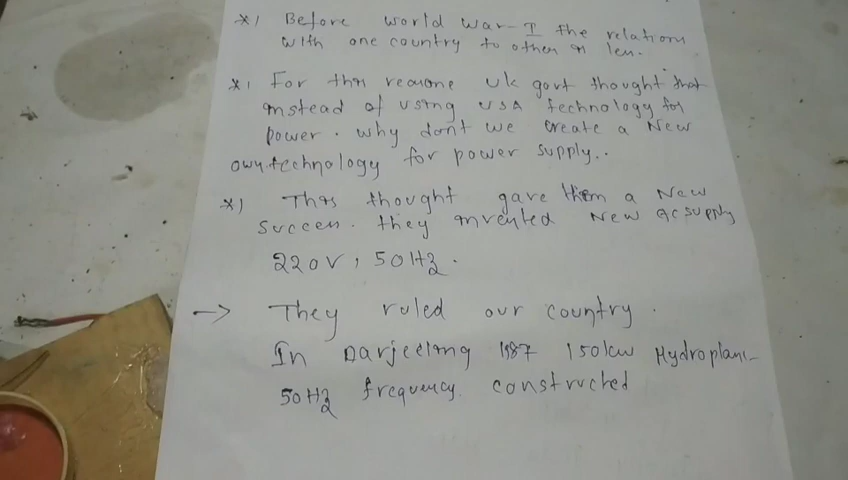 *) Before world war-I the relations
with one country to other is less.
*) For this reasone UK govt thought that
instead of using USA technology for
power. why dont we create a New
own technology for power supply..
*) This thought gave them a New
success. they invented New ac supply
220V, 50Hz.
→ They ruled our country.
In Darjeeling 150kw Hydroplant-
50Hz frequency. constructed